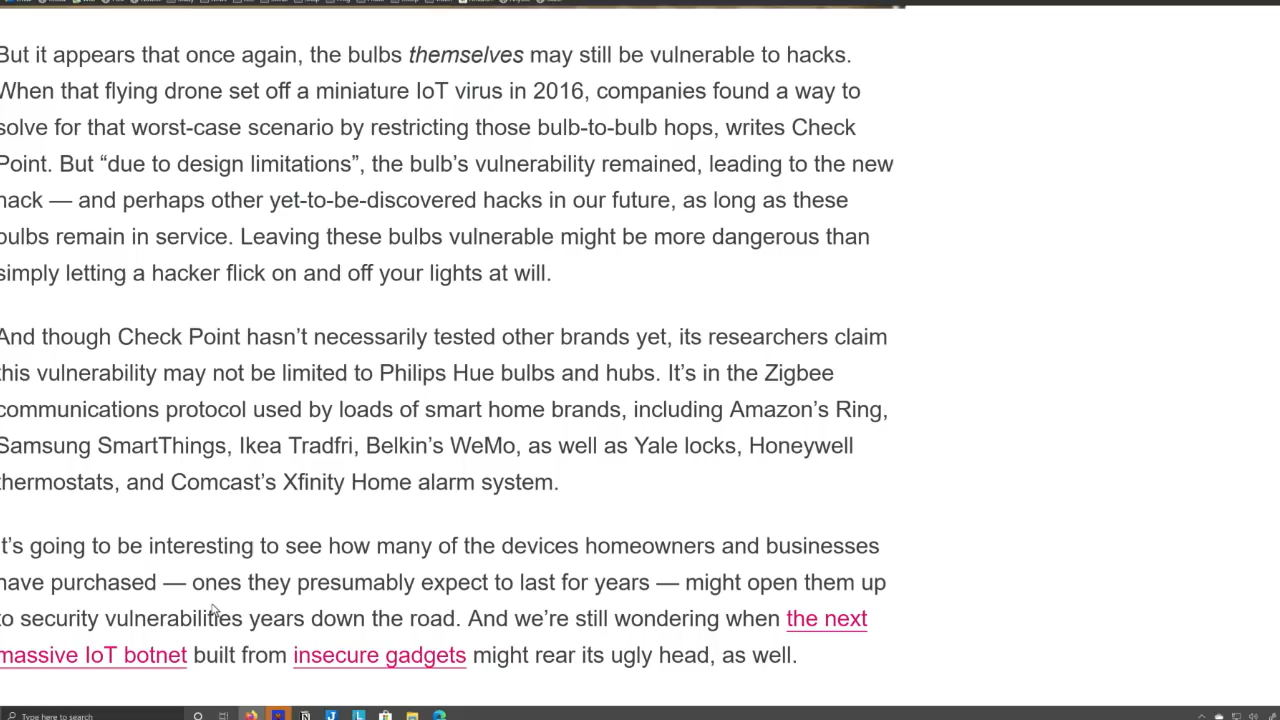 But it appears that once again, the bulbs themselves may still be vulnerable to hacks.
When that flying drone set off a miniature IoT virus in 2016, companies found a way to
solve for that worst-case scenario by restricting those bulb-to-bulb hops, writes Check
Point. But “due to design limitations”, the bulb’s vulnerability remained, leading to the new
hack — and perhaps other yet-to-be-discovered hacks in our future, as long as these
bulbs remain in service. Leaving these bulbs vulnerable might be more dangerous than
simply letting a hacker flick on and off your lights at will.
And though Check Point hasn’t necessarily tested other brands yet, its researchers claim
this vulnerability may not be limited to Philips Hue bulbs and hubs. It’s in the Zigbee
communications protocol used by loads of smart home brands, including Amazon’s Ring,
Samsung SmartThings, Ikea Tradfri, Belkin’s WeMo, as well as Yale locks, Honeywell
thermostats, and Comcast’s Xfinity Home alarm system.
It’s going to be interesting to see how many of the devices homeowners and businesses
have purchased — ones they presumably expect to last for years — might open them up
to security vulnerabilities years down the road. And we’re still wondering when the next
massive IoT botnet built from insecure gadgets might rear its ugly head, as well.
Type here to search